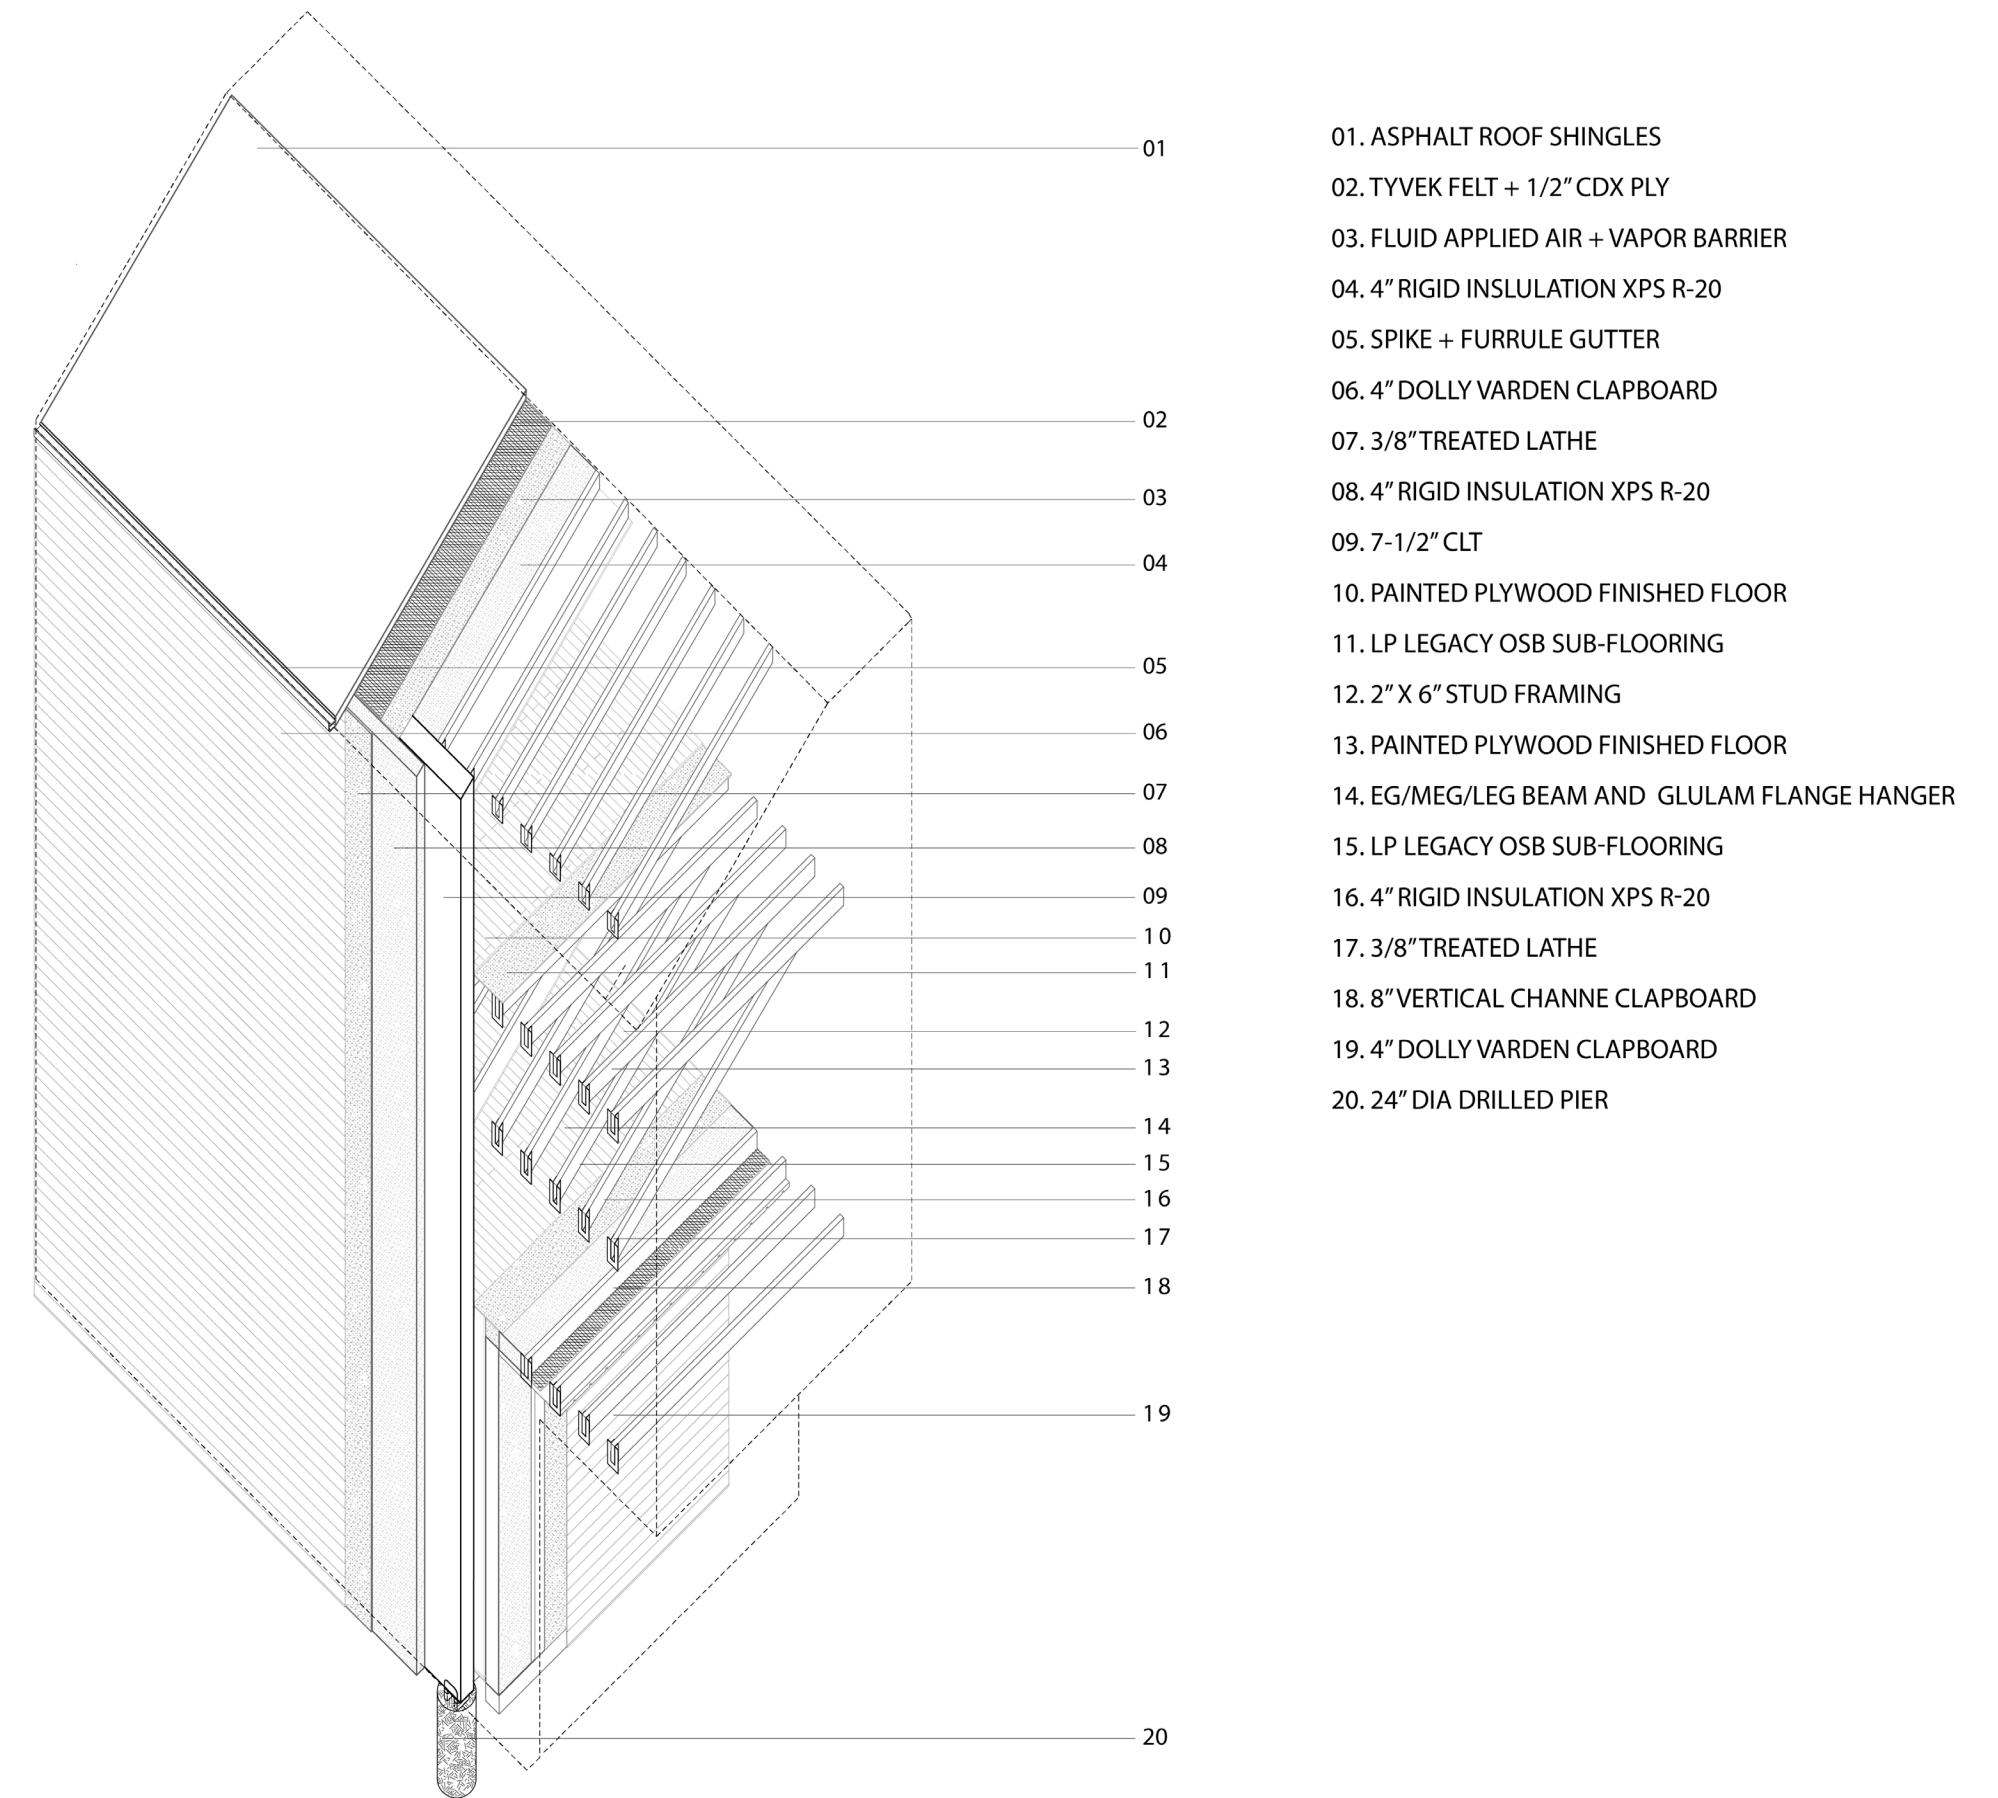 01
02
03
04
05
06
07
08
09
10
11
12
13
14
15
16
17
18
19
20
01. ASPHALT ROOF SHINGLES
02. TYVEK FELT + 1/2” CDX PLY
03. FLUID APPLIED AIR + VAPOR BARRIER
04. 4” RIGID INSLULATION XPS R-20
05. SPIKE + FURRULE GUTTER
06. 4” DOLLY VARDEN CLAPBOARD
07. 3/8” TREATED LATHE
08. 4” RIGID INSULATION XPS R-20
09. 7-1/2” CLT
10. PAINTED PLYWOOD FINISHED FLOOR
11. LP LEGACY OSB SUB-FLOORING
12. 2” X 6” STUD FRAMING
13. PAINTED PLYWOOD FINISHED FLOOR
14. EG/MEG/LEG BEAM AND  GLULAM FLANGE HANGER
15. LP LEGACY OSB SUB-FLOORING
16. 4” RIGID INSULATION XPS R-20
17. 3/8” TREATED LATHE
18. 8” VERTICAL CHANNE CLAPBOARD
19. 4” DOLLY VARDEN CLAPBOARD
20. 24” DIA DRILLED PIER